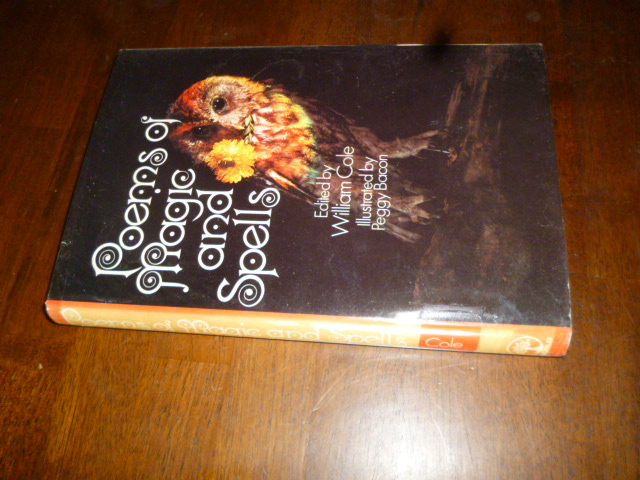 Poems of
Magic
and
Spells
Edited by
William Cole
Illustrated by
Peggy Bacon
Poems of Magic and Spells Cole